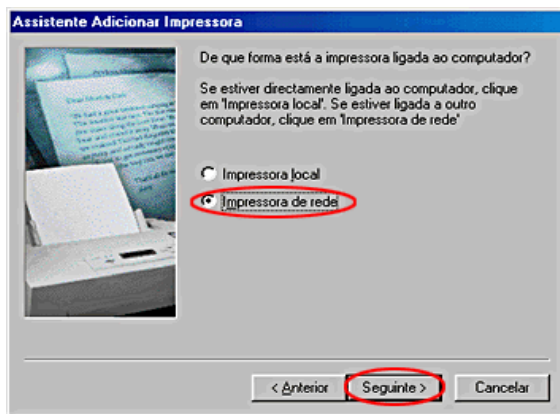 Assistente Adicionar Impressora
De que forma está a impressora ligada ao computador?
Se estiver directamente ligada ao computador, clique
em 'Impressora local'. Se estiver ligada a outro
computador, clique em 'Impressora de rede'
Impressora local
Impressora de rede
< Anterior
Seguinte >
Cancelar